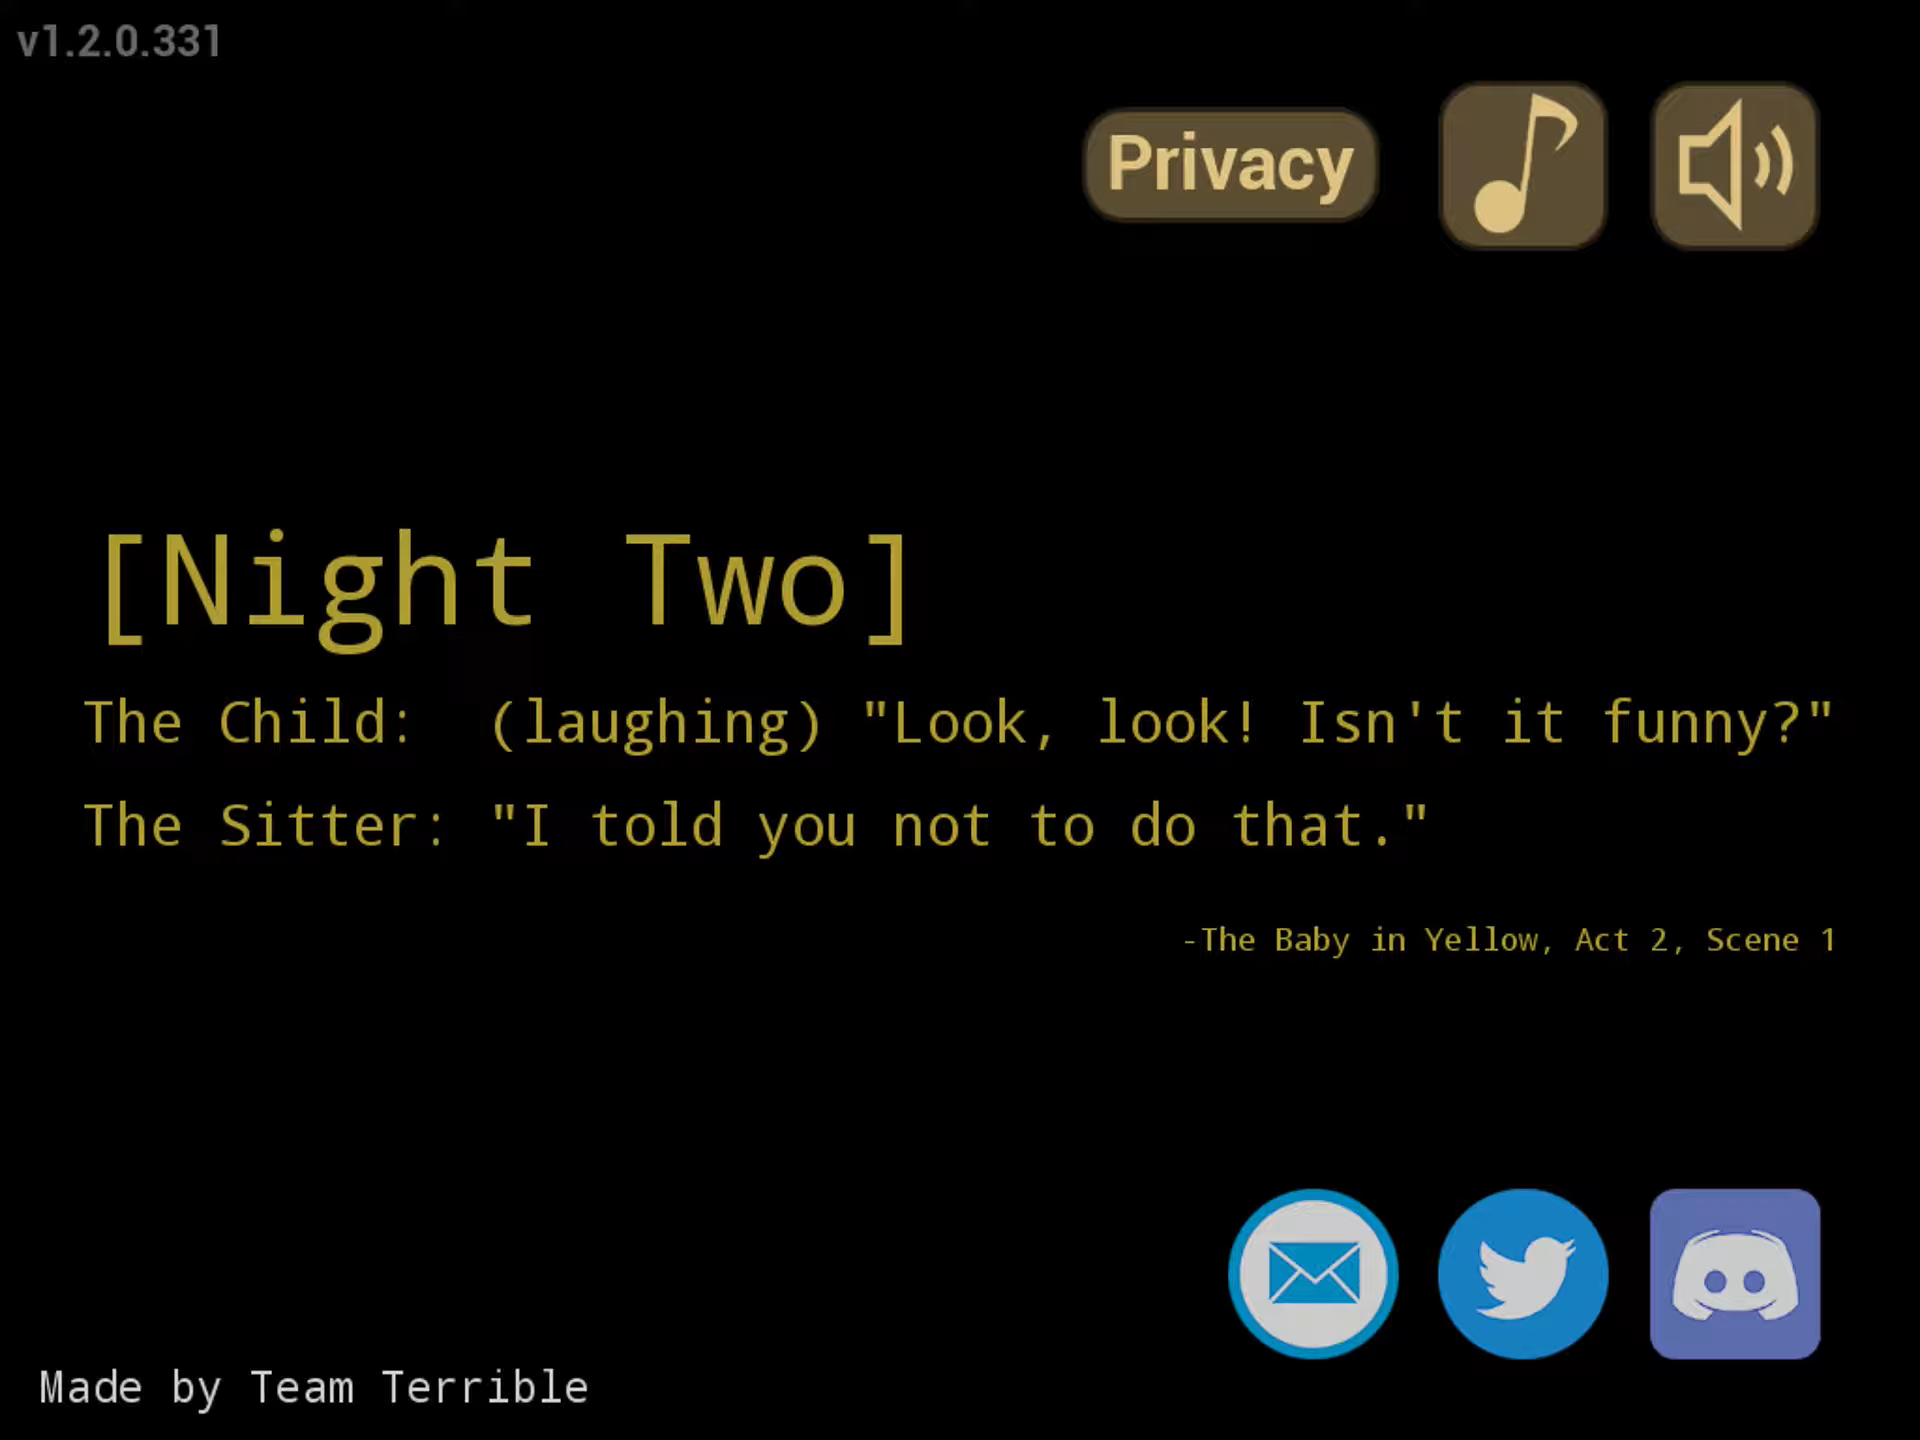 v1.2.0.331
Privacy
[Night Two]
The Child:  (laughing) "Look, look! Isn't it funny?"
The Sitter: "I told you not to do that."
-The Baby in Yellow, Act 2, Scene 1
Made by Team Terrible